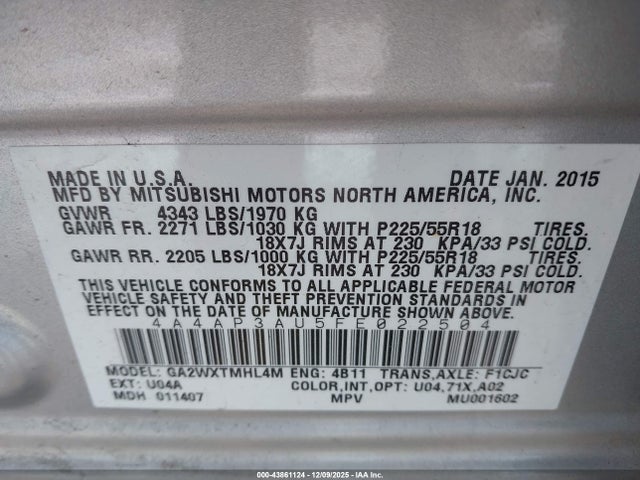 MADE IN U.S.A. DATE JAN. 2015
MFD BY MITSUBISHI MOTORS NORTH AMERICA, INC.
GVWR 4343 LBS/1970 KG
GAWR FR. 2271 LBS/1030 KG WITH P225/55R18 TIRES.
18X7J RIMS AT 230 KPA/33 PSI COLD.
GAWR RR. 2205 LBS/1000 KG WITH P225/55R18 TIRES.
18X7J RIMS AT 230 KPA/33 PSI COLD.
THIS VEHICLE CONFORMS TO ALL APPLICABLE FEDERAL MOTOR
VEHICLE SAFETY AND THEFT PREVENTION STANDARDS IN
EFFECT ON THE DATE OF MANUFACTURE SHOWN ABOVE.
4A4AP3AU5FE022504
MODEL: GA2WXTMHL4M ENG: 4B11 TRANS,AXLE: F1CJC
EXT: U04A COLOR,INT,OPT: U04,71X,A02
MDH 011407 MPV MU001602
000-43861124 | 12/09/2025 | IAA Inc.